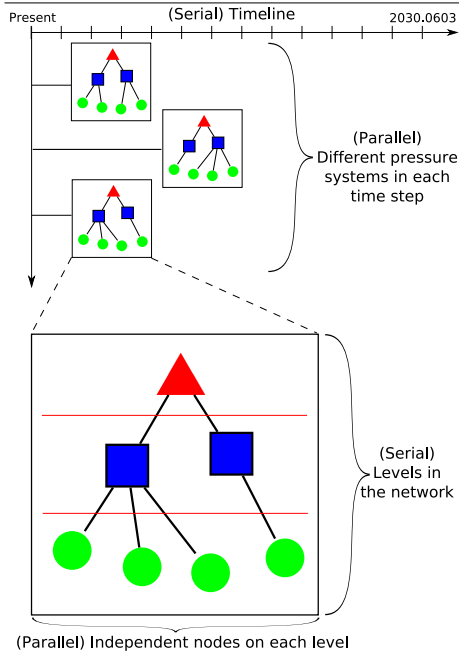 (Serial) Timeline
Present
2030.0603
(Parallel)
Different pressure
systems in each
time step
(Serial)
Levels in
the network
(Parallel) Independent nodes on each level